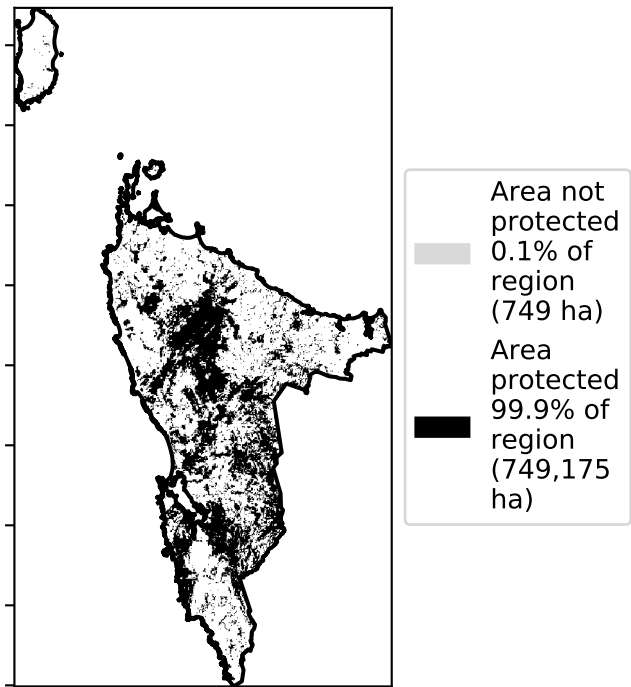 Area not
protected
0.1% of
region
(749 ha)
Area
protected
99.9% of
region
(749,175
ha)